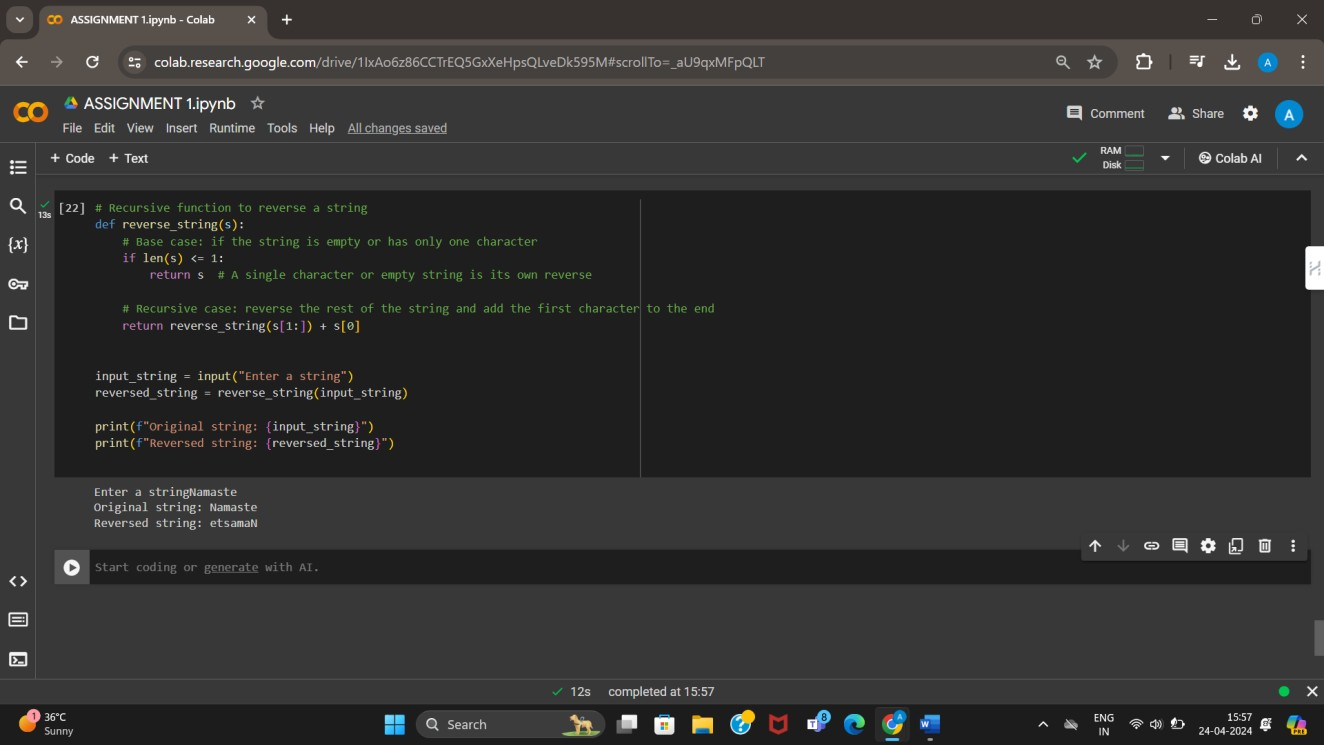 ASSIGNMENT 1.ipynb - Colab
colab.research.google.com/drive/1IxAo6z86CCTrEQ5GxXeHpsQLveDk595M#scrollTo=_aU9qxMFpQLT
A
ASSIGNMENT 1.ipynb
Comment
Share
A
File Edit View Insert Runtime Tools Help All changes saved
+ Code + Text
RAM
Disk
Colab AI
13s
[22] # Recursive function to reverse a string
def reverse_string(s):
# Base case: if the string is empty or has only one character
if len(s) <= 1:
return s # A single character or empty string is its own reverse
# Recursive case: reverse the rest of the string and add the first character to the end
return reverse_string(s[1:]) + s[0]
input_string = input("Enter a string")
reversed_string = reverse_string(input_string)
print(f"Original string: {input_string}")
print(f"Reversed string: {reversed_string}")
Enter a stringNamaste
Original string: Namaste
Reversed string: etsamaN
Start coding or generate with AI.
12s completed at 15:57
1
36°C
Sunny
Search
8
ENG
IN
15:57
24-04-2024